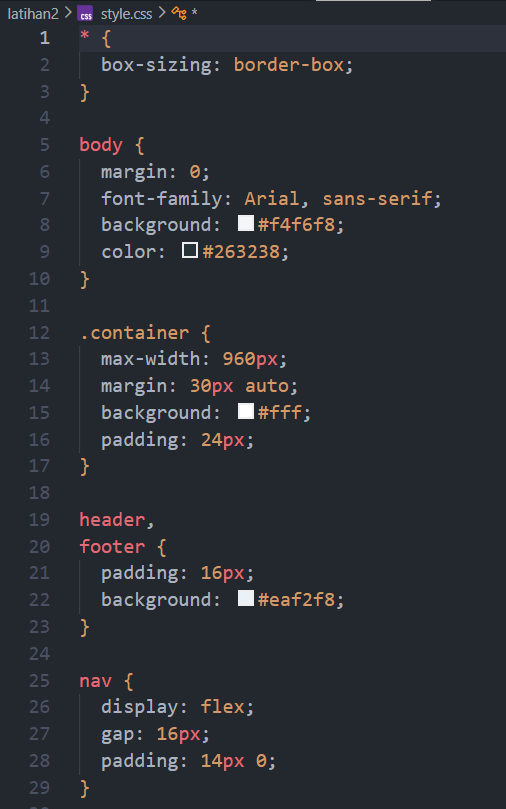 latihan2 > css style.css > *
1 * {
2   box-sizing: border-box;
3 }
4
5 body {
6   margin: 0;
7   font-family: Arial, sans-serif;
8   background: #f4f6f8;
9   color: #263238;
10 }
11
12 .container {
13   max-width: 960px;
14   margin: 30px auto;
15   background: #fff;
16   padding: 24px;
17 }
18
19 header,
20 footer {
21   padding: 16px;
22   background: #eaf2f8;
23 }
24
25 nav {
26   display: flex;
27   gap: 16px;
28   padding: 14px 0;
29 }